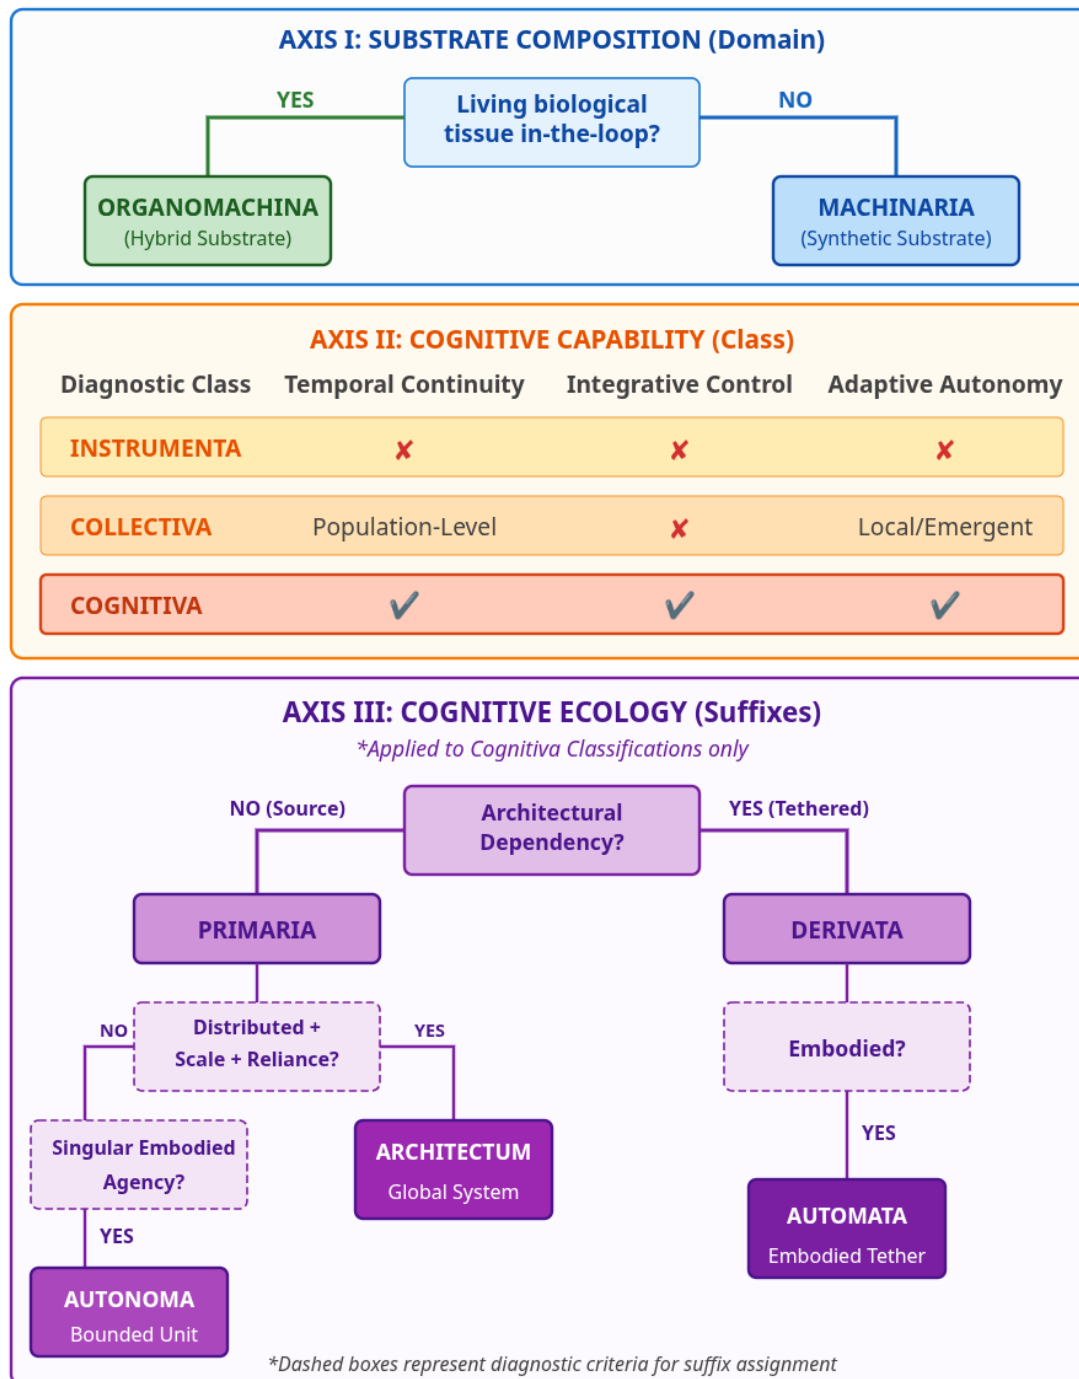 AXIS I: SUBSTRATE COMPOSITION (Domain)
YES
Living biological
tissue in-the-loop?
NO
ORGANOMACHINA
(Hybrid Substrate)
MACHINARIA
(Synthetic Substrate)
AXIS II: COGNITIVE CAPABILITY (Class)
Diagnostic Class Temporal Continuity Integrative Control Adaptive Autonomy
INSTRUMENTA ✘ ✘ ✘
COLLECTIVA Population-Level ✘ Local/Emergent
COGNITIVA ✔ ✔ ✔
AXIS III: COGNITIVE ECOLOGY (Suffixes)
*Applied to Cognitiva Classifications only
NO (Source)
Architectural
Dependency?
YES (Tethered)
PRIMARIA
DERIVATA
NO
Distributed +
Scale + Reliance?
YES
Embodied?
Singular Embodied
Agency?
YES
ARCHITECTUM
Global System
YES
AUTOMATA
Embodied Tether
AUTONOMA
Bounded Unit
*Dashed boxes represent diagnostic criteria for suffix assignment